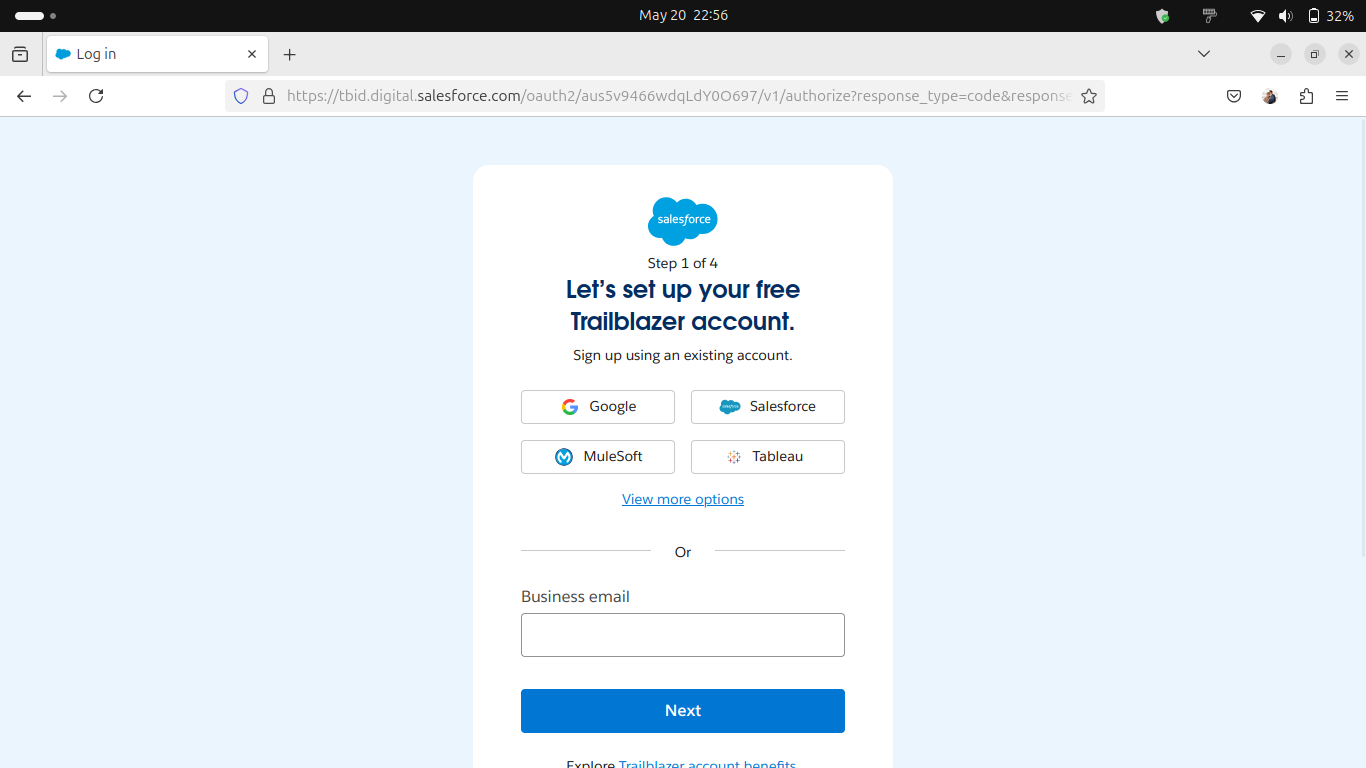 May 20 22:56
32%
Log in
https://tbid.digital.salesforce.com/oauth2/aus5v9466wdqLdY0O697/v1/authorize?response_type=code&response
salesforce
Step 1 of 4
Let's set up your free
Trailblazer account.
Sign up using an existing account.
Google
Salesforce
MuleSoft
Tableau
View more options
Or
Business email
Next
Explore Trailblazer account benefits